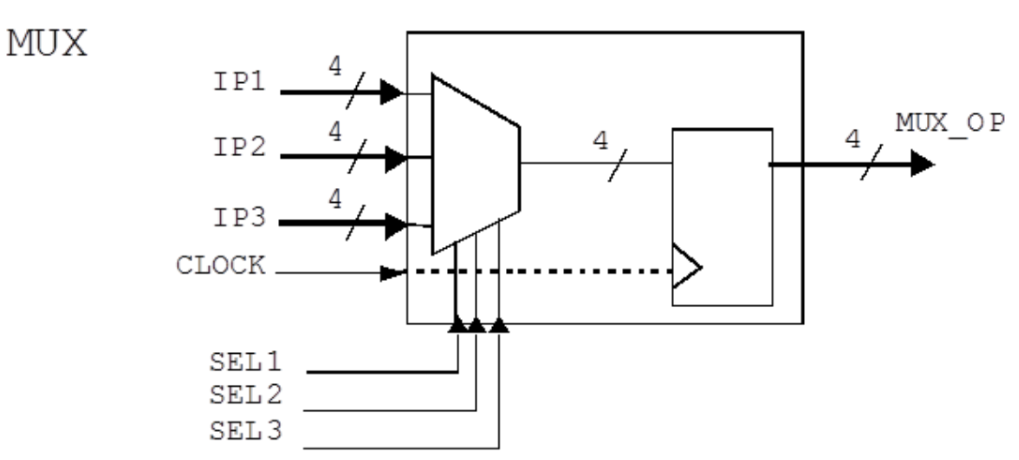 MUX
IP1
4
IP2
4
IP3
4
CLOCK
4
4
MUX_OP
SEL1
SEL2
SEL3